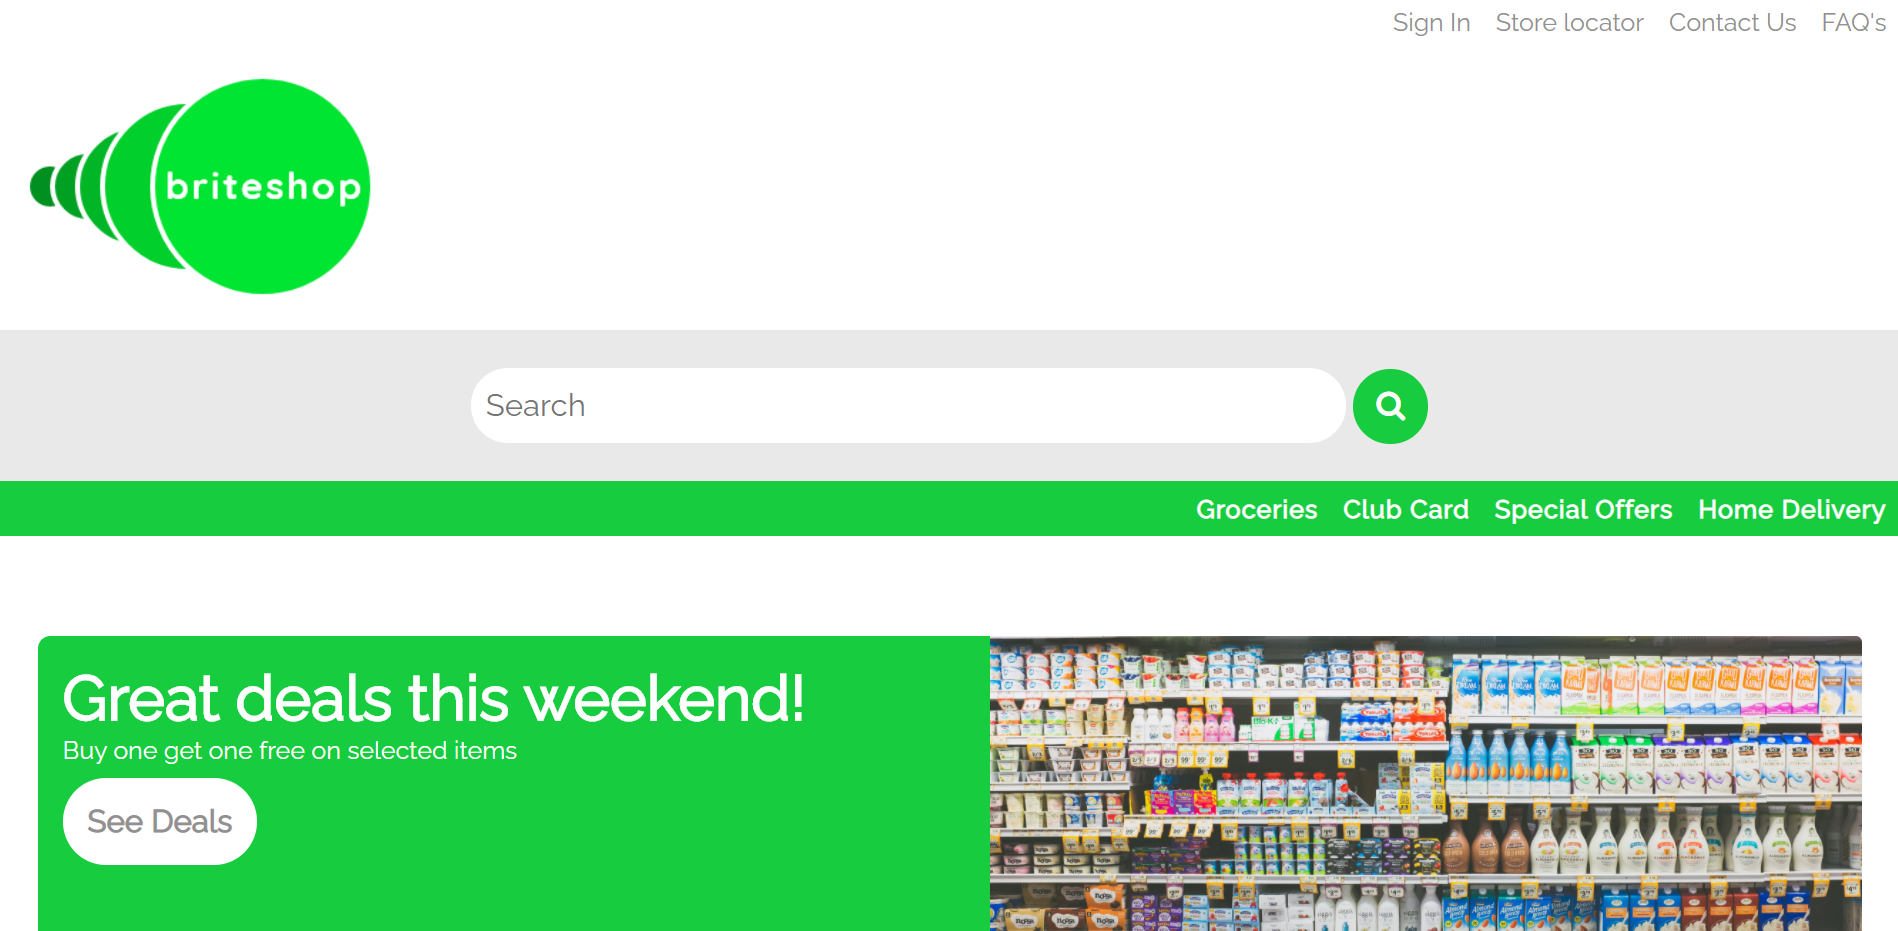 Sign In Store locator Contact Us FAQ's
briteshop
Search
Groceries Club Card Special Offers Home Delivery
Great deals this weekend!
Buy one get one free on selected items
See Deals